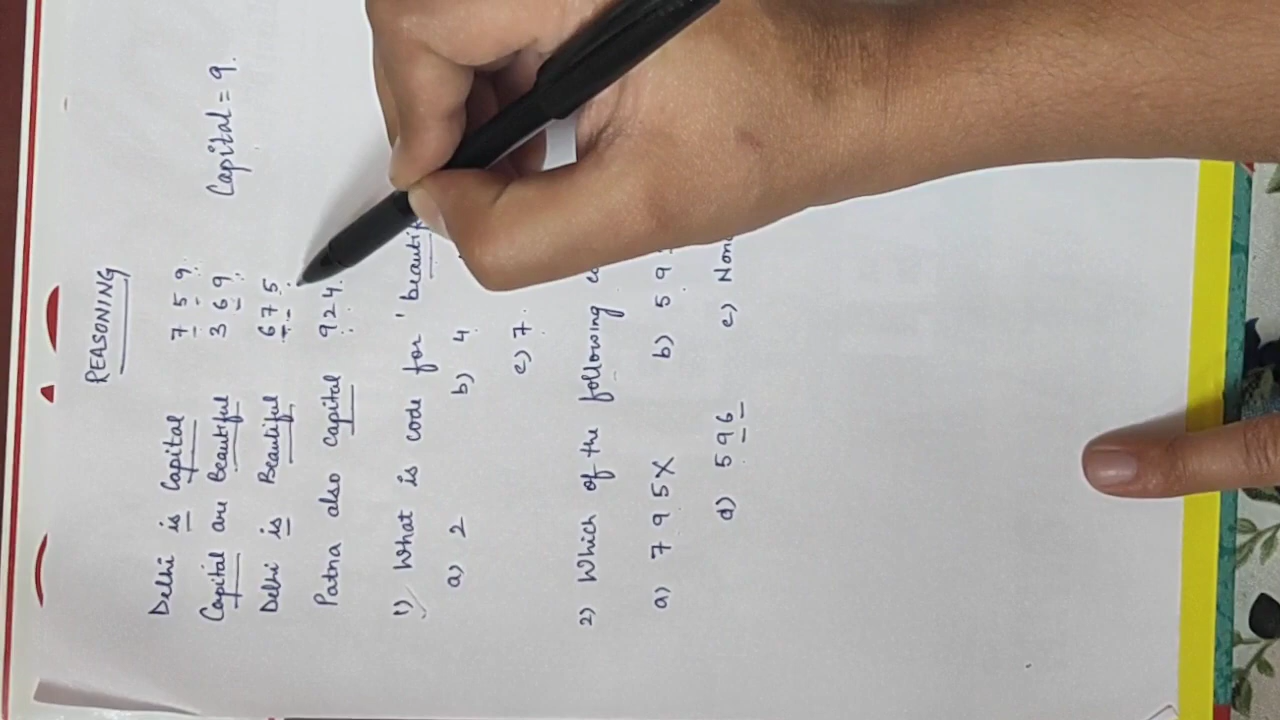 REASONING
Delhi is Capital 7 5 9
Capital are Beautiful 3 6 9 Capital = 9.
Delhi is Beautiful 6 7 5
Patna also Capital 9 2 4.
1) What is code for '
a) 2 b) 4
e) 7.
2) Which of the following
a) 7 9 5 X b) 5 9
d) 5 9 6 e)